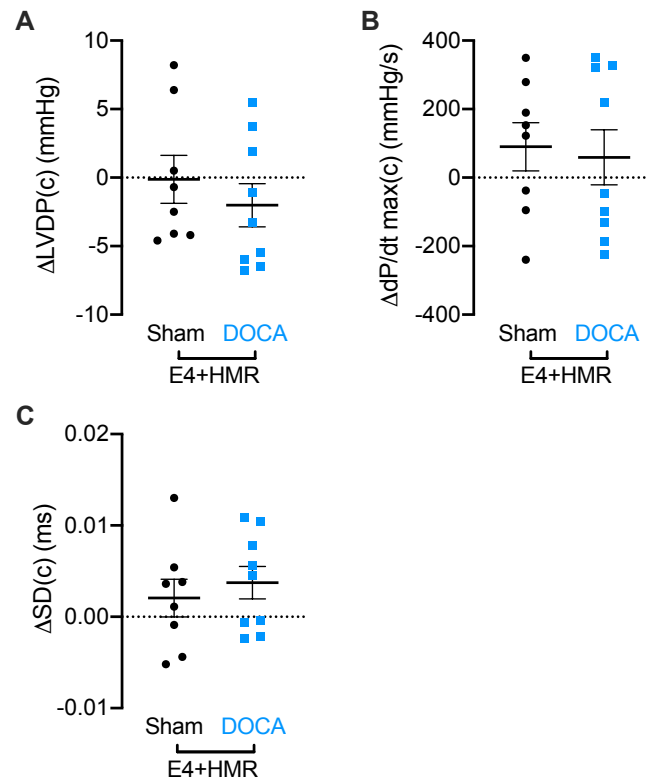 A
ΔLVDP(c) (mmHg)
10
5
0
-5
-10
Sham DOCA
E4+HMR
B
ΔdP/dt max(c) (mmHg/s)
400
200
0
-200
-400
Sham DOCA
E4+HMR
C
ΔSD(c) (ms)
0.02
0.01
0.00
-0.01
Sham DOCA
E4+HMR